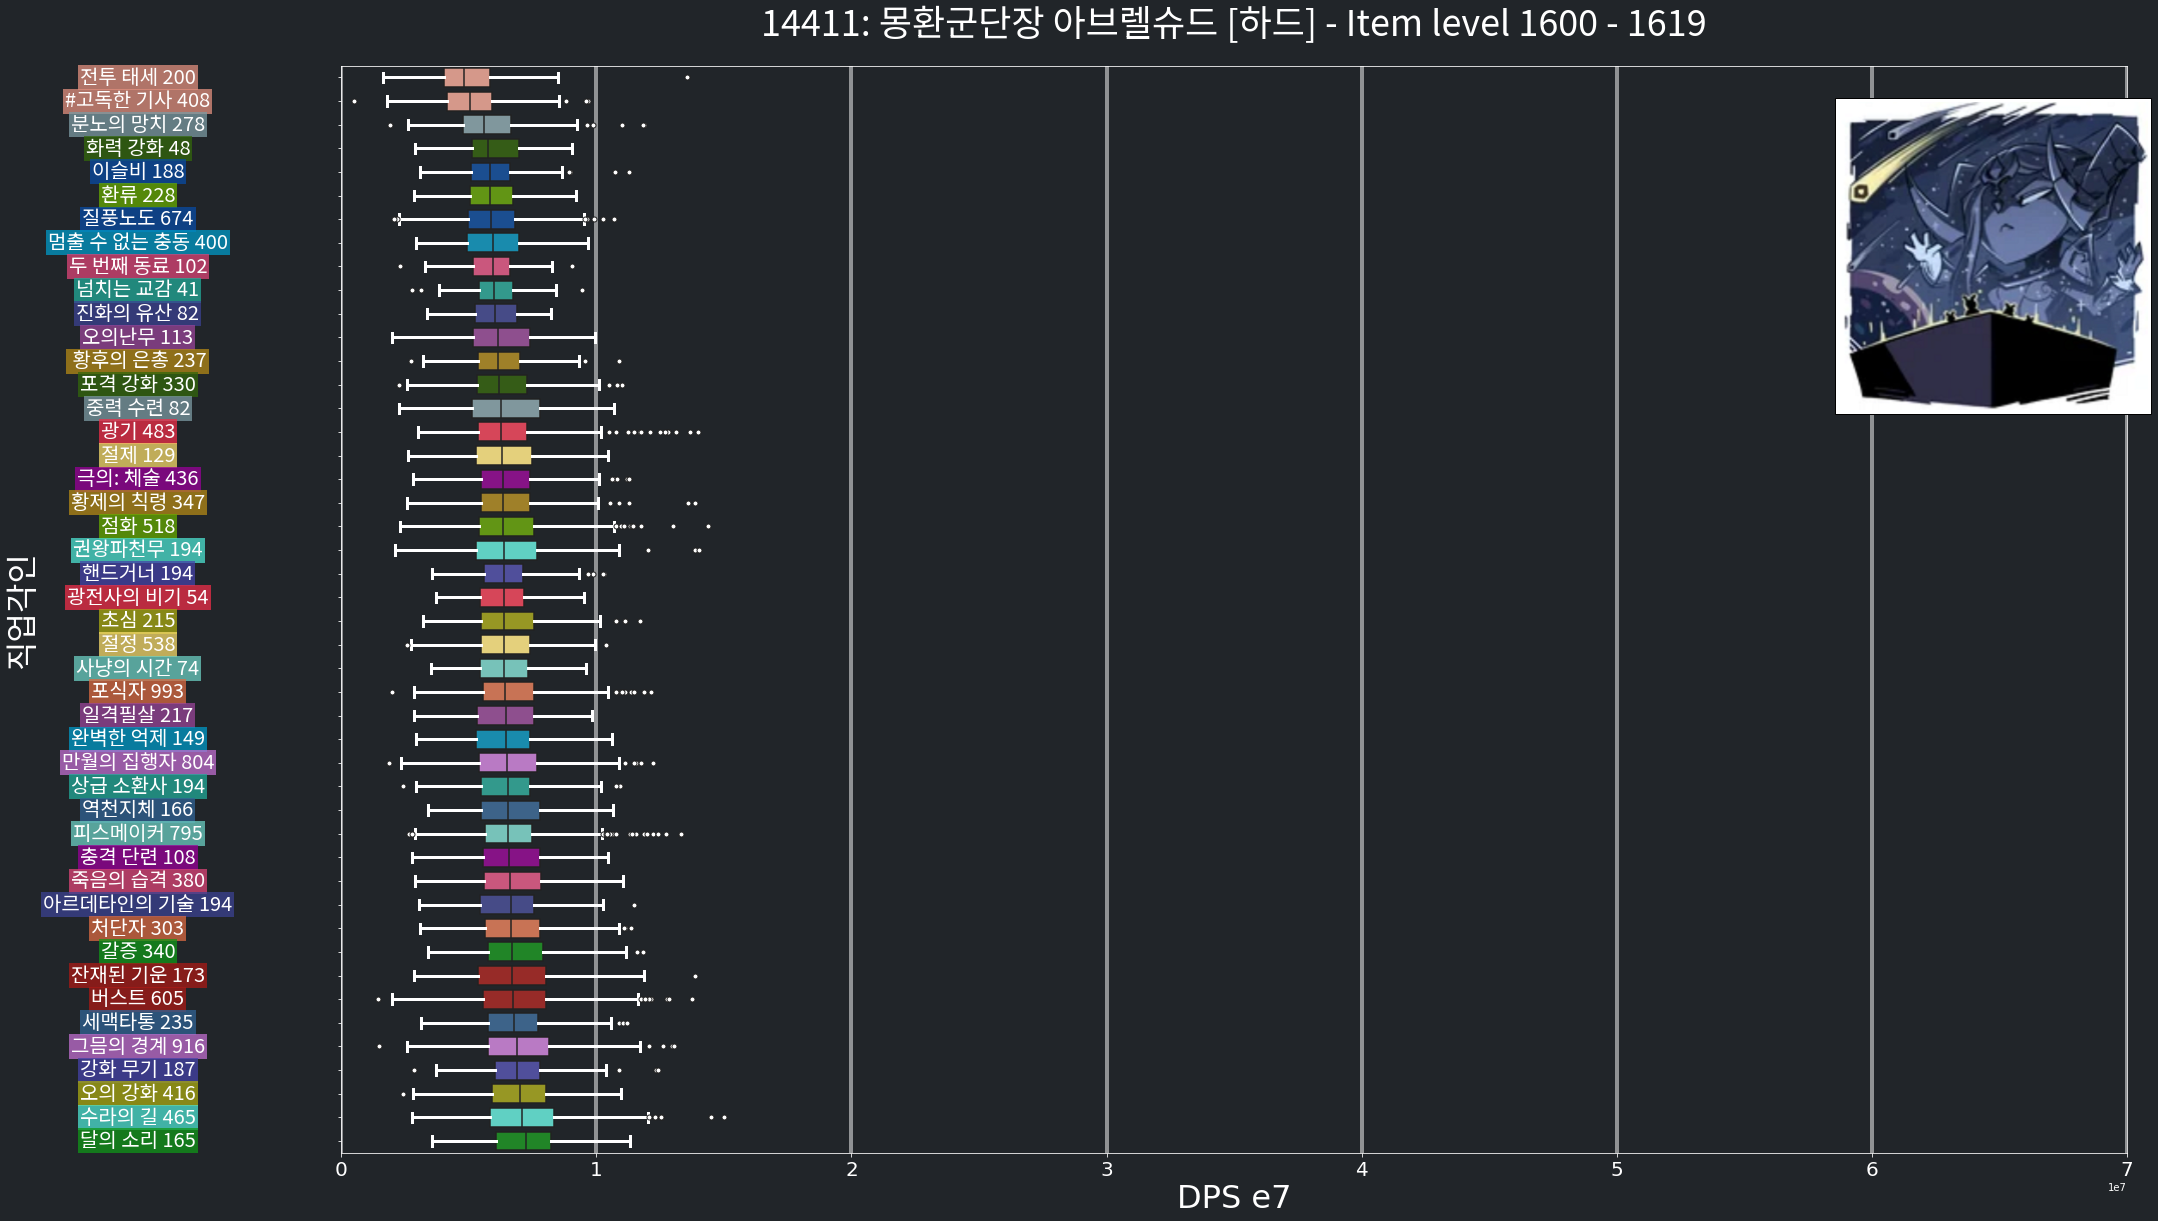 14411: 몽환군단장 아브렐슈드 [하드] - Item level 1600 - 1619
직업각인
전투 태세 200
#고독한 기사 408
분노의 망치 278
화력 강화 48
이슬비 188
환류 228
질풍노도 674
멈출 수 없는 충동 400
두 번째 동료 102
넘치는 교감 41
진화의 유산 82
오의난무 113
황후의 은총 237
포격 강화 330
중력 수련 82
광기 483
절제 129
극의: 체술 436
황제의 칙령 347
점화 518
권왕파천무 194
핸드거너 194
광전사의 비기 54
초심 215
절정 538
사냥의 시간 74
포식자 993
일격필살 217
완벽한 억제 149
만월의 집행자 804
상급 소환사 194
역천지체 166
피스메이커 795
충격 단련 108
죽음의 습격 380
아르데타인의 기술 194
처단자 303
갈증 340
잔재된 기운 173
버스트 605
세맥타통 235
그믐의 경계 916
강화 무기 187
오의 강화 416
수라의 길 465
달의 소리 165
0 1 2 3 4 5 6 7
1e7
DPS e7